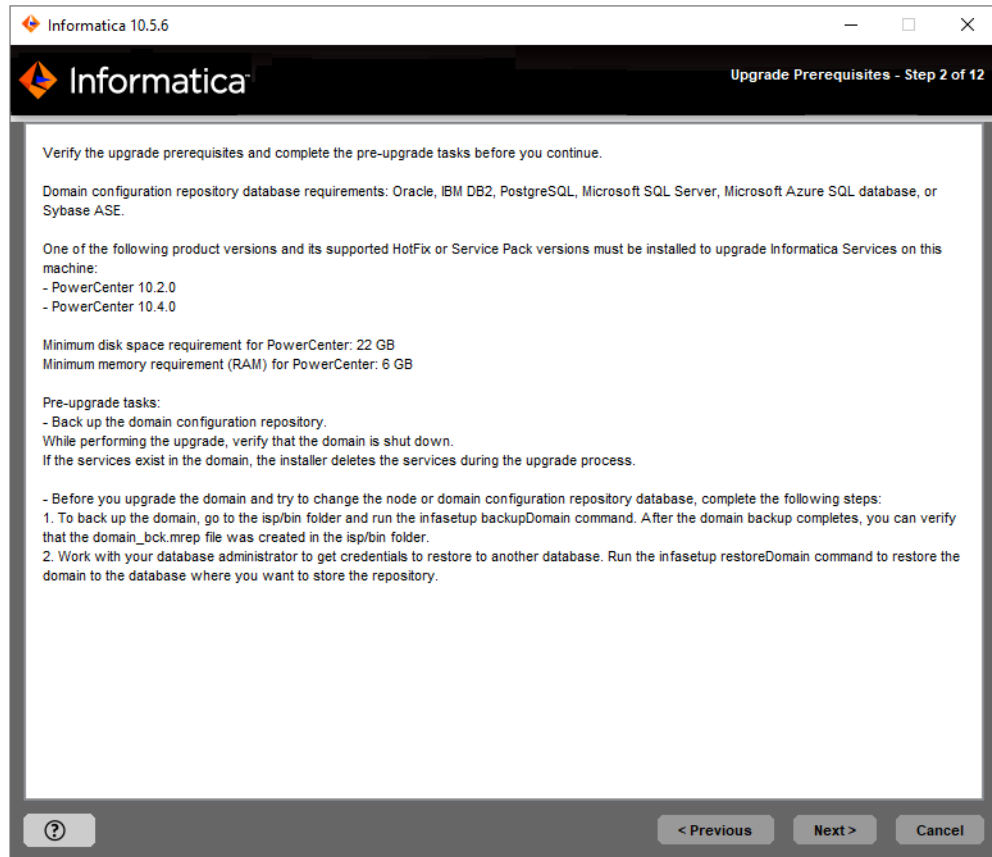 Informatica 10.5.6
Informatica
Upgrade Prerequisites - Step 2 of 12
Verify the upgrade prerequisites and complete the pre-upgrade tasks before you continue.
Domain configuration repository database requirements: Oracle, IBM DB2, PostgreSQL, Microsoft SQL Server, Microsoft Azure SQL database, or
Sybase ASE.
One of the following product versions and its supported HotFix or Service Pack versions must be installed to upgrade Informatica Services on this
machine:
- PowerCenter 10.2.0
- PowerCenter 10.4.0
Minimum disk space requirement for PowerCenter: 22 GB
Minimum memory requirement (RAM) for PowerCenter: 6 GB
Pre-upgrade tasks:
- Back up the domain configuration repository.
While performing the upgrade, verify that the domain is shut down.
If the services exist in the domain, the installer deletes the services during the upgrade process.
- Before you upgrade the domain and try to change the node or domain configuration repository database, complete the following steps:
1. To back up the domain, go to the isp/bin folder and run the infasetup backupDomain command. After the domain backup completes, you can verify
that the domain_bck.mrep file was created in the isp/bin folder.
2. Work with your database administrator to get credentials to restore to another database. Run the infasetup restoreDomain command to restore the
domain to the database where you want to store the repository.
?
< Previous
Next >
Cancel